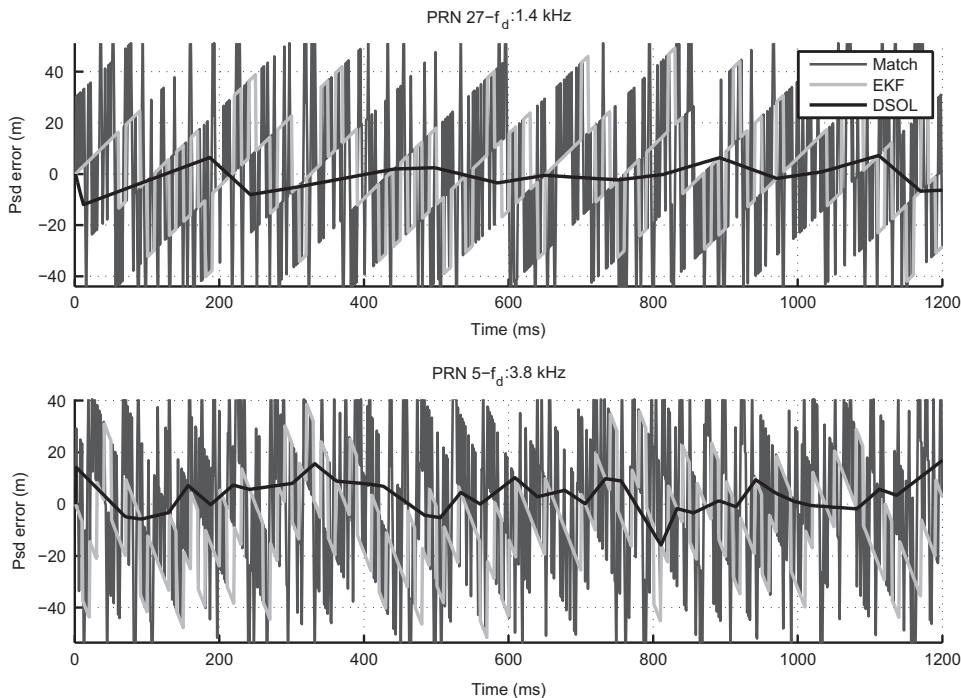 PRN 27−f_d:1.4 kHz
Psd error (m)
40
20
0
−20
−40
Match
EKF
DSOL
0 200 400 600 800 1000 1200
Time (ms)
PRN 5−f_d:3.8 kHz
Psd error (m)
40
20
0
−20
−40
0 200 400 600 800 1000 1200
Time (ms)